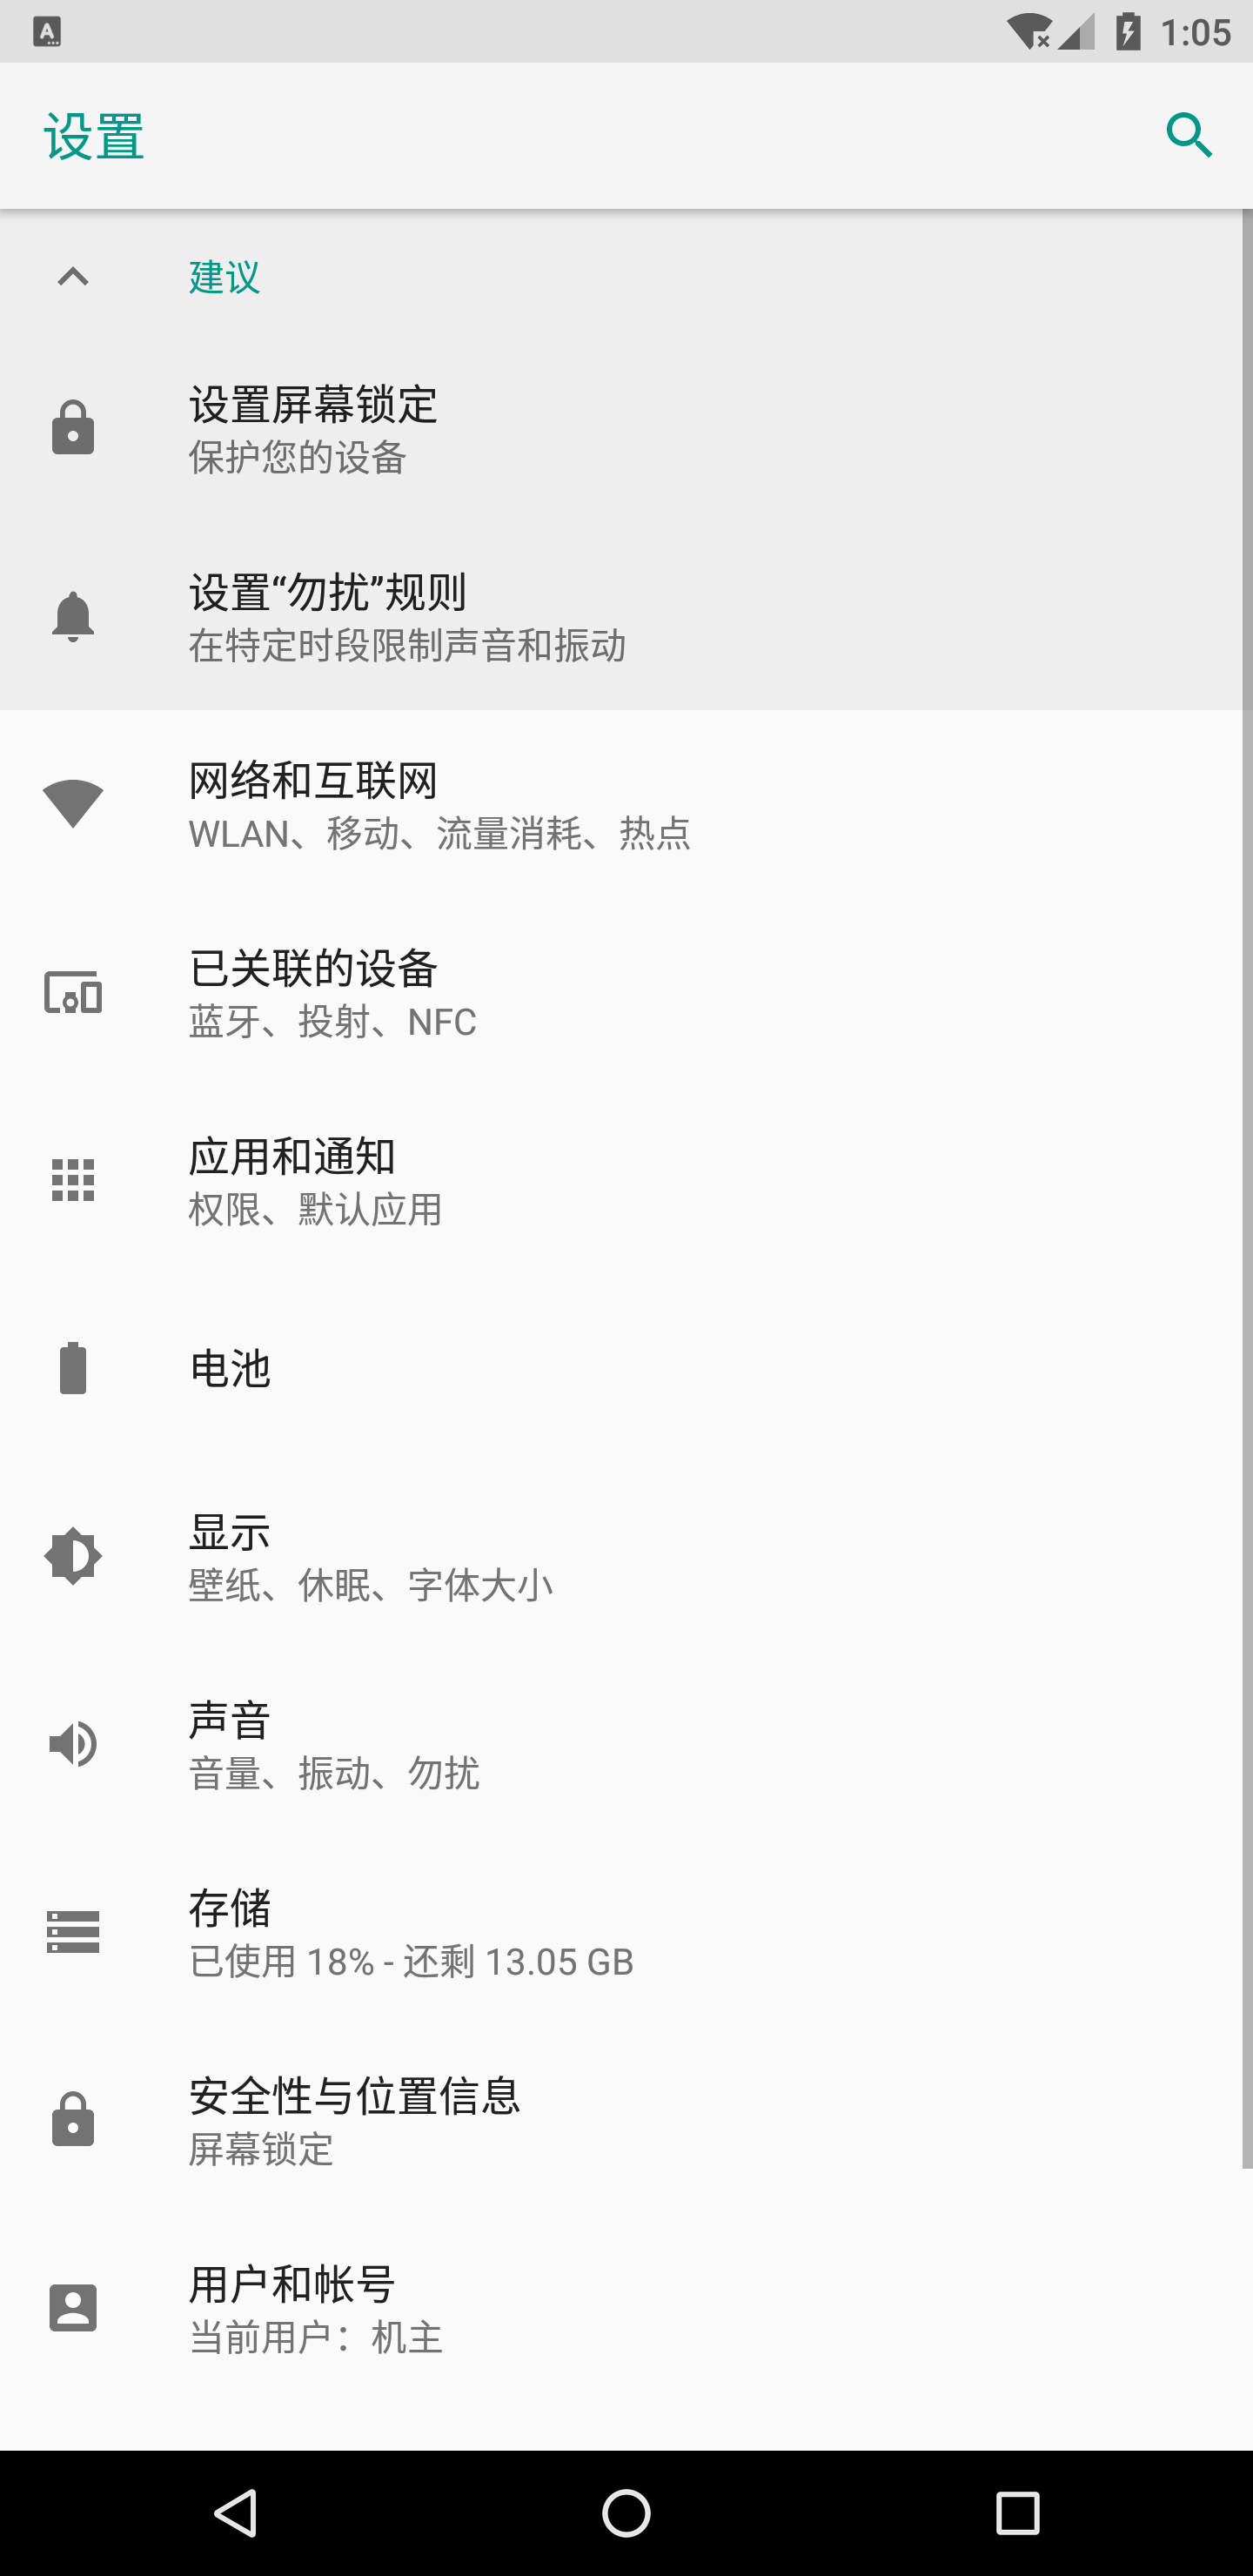 1:05
设置
建议
设置屏幕锁定
保护您的设备
设置“勿扰”规则
在特定时段限制声音和振动
网络和互联网
WLAN、移动、流量消耗、热点
已关联的设备
蓝牙、投射、NFC
应用和通知
权限、默认应用
电池
显示
壁纸、休眠、字体大小
声音
音量、振动、勿扰
存储
已使用 18% - 还剩 13.05 GB
安全性与位置信息
屏幕锁定
用户和帐号
当前用户：机主